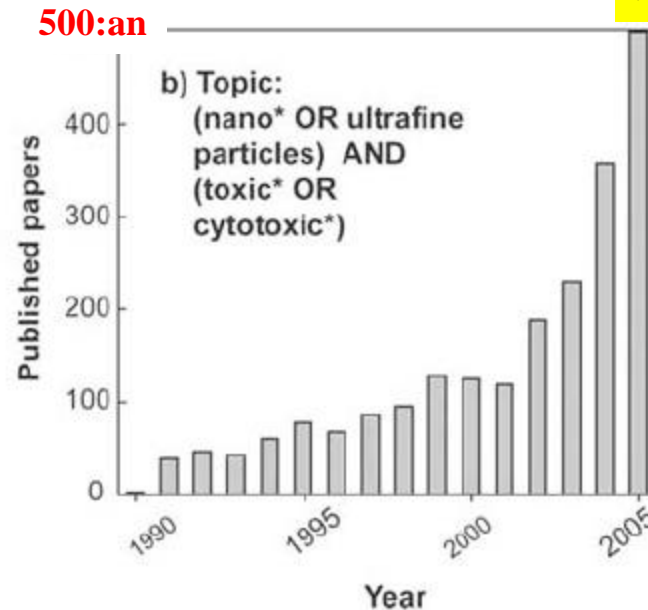 500:an
b) Topic:
(nano* OR ultrafine
particles) AND
(toxic* OR
cytotoxic*)
Published papers
400
300
200
100
0
1990
1995
2000
2005
Year